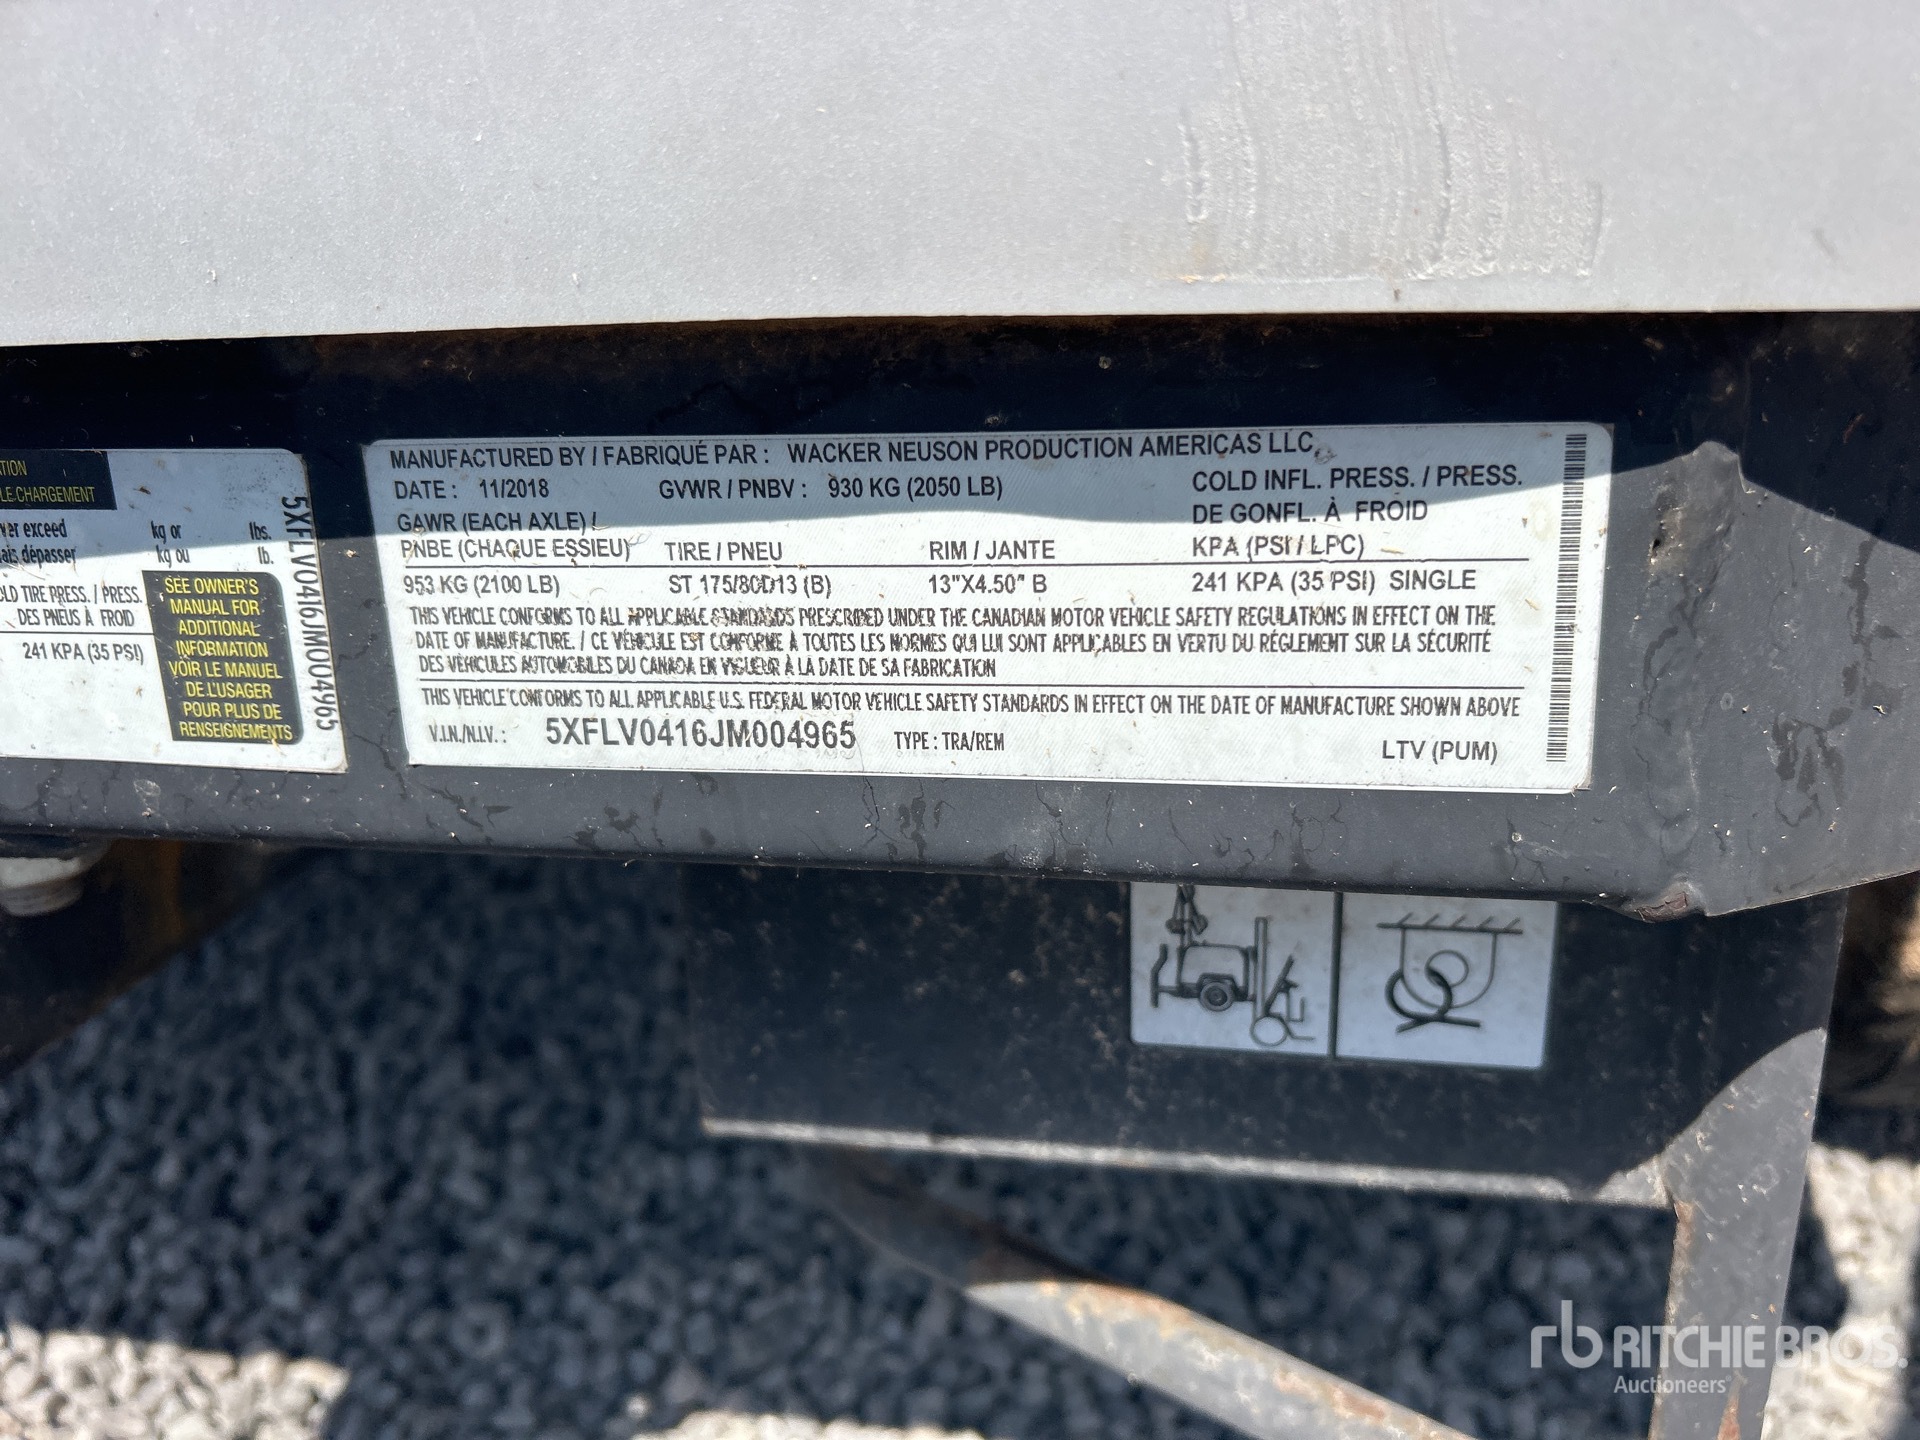 ATION
LE CHARGEMENT
ver exceed kg or lbs.
ais dépasser kg ou lb.
OLD TIRE PRESS. / PRESS.
DES PNEUS À FROID
241 KPA (35 PSI)
SEE OWNER'S
MANUAL FOR
ADDITIONAL
INFORMATION
VOIR LE MANUEL
DE L'USAGER
POUR PLUS DE
RENSEIGNEMENTS
5XFLV0416JM004965
MANUFACTURED BY / FABRIQUÉ PAR : WACKER NEUSON PRODUCTION AMERICAS LLC
DATE : 11/2018 GVWR / PNBV : 930 KG (2050 LB) COLD INFL. PRESS. / PRESS.
GAWR (EACH AXLE) / DE GONFL. À FROID
PNBE (CHAQUE ESSIEU) TIRE / PNEU RIM / JANTE KPA (PSI / LPC)
953 KG (2100 LB) ST 175/80D13 (B) 13"X4.50" B 241 KPA (35 PSI) SINGLE
THIS VEHICLE CONFORMS TO ALL APPLICABLE STANDARDS PRESCRIBED UNDER THE CANADIAN MOTOR VEHICLE SAFETY REGULATIONS IN EFFECT ON THE
DATE OF MANUFACTURE. / CE VÉHICULE EST CONFORME À TOUTES LES NORMES QUI LUI SONT APPLICABLES EN VERTU DU RÉGLEMENT SUR LA SÉCURITÉ
DES VÉHICULES AUTOMOBILES DU CANADA EN VIGUEUR À LA DATE DE SA FABRICATION
THIS VEHICLE CONFORMS TO ALL APPLICABLE U.S. FEDERAL MOTOR VEHICLE SAFETY STANDARDS IN EFFECT ON THE DATE OF MANUFACTURE SHOWN ABOVE
V.I.N./N.I.V. : 5XFLV0416JM004965 TYPE : TRA/REM LTV (PUM)
rb RITCHIE BROS.
Auctioneers